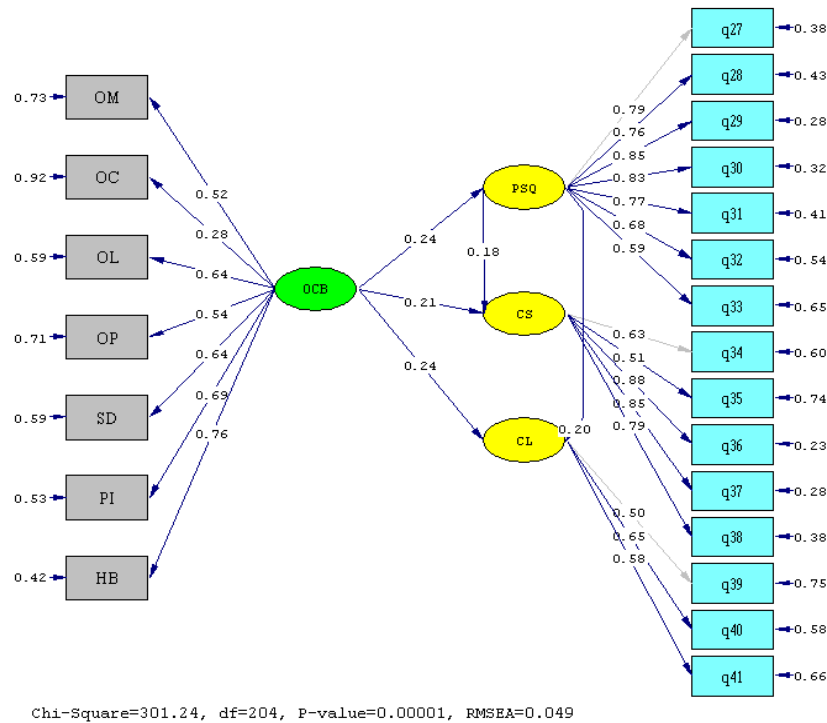 0.73
OM
0.92
OC
0.59
OL
0.71
OP
0.59
SD
0.53
PI
0.42
HB
0.52
0.28
0.64
0.54
0.64
0.69
0.76
OCB
0.24
0.21
0.24
PSQ
0.18
CS
CL
0.20
0.79
0.76
0.85
0.83
0.77
0.68
0.59
0.63
0.51
0.88
0.85
0.79
0.50
0.65
0.58
q27 0.38
q28 0.43
q29 0.28
q30 0.32
q31 0.41
q32 0.54
q33 0.65
q34 0.60
q35 0.74
q36 0.23
q37 0.28
q38 0.38
q39 0.75
q40 0.58
q41 0.66
Chi-Square=301.24, df=204, P-value=0.00001, RMSEA=0.049